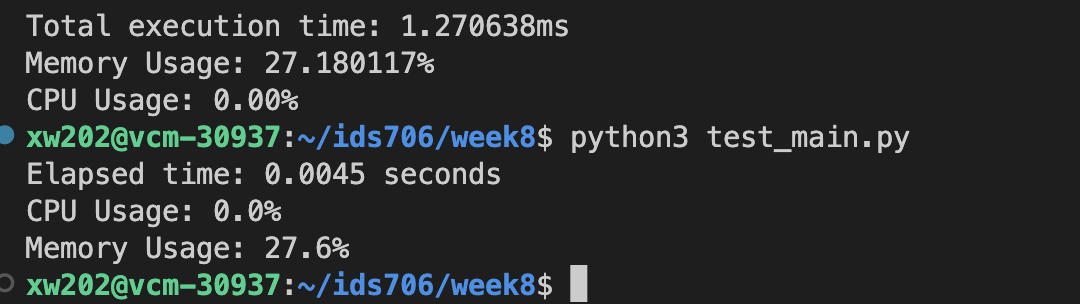 Total execution time: 1.270638ms
Memory Usage: 27.180117%
CPU Usage: 0.00%
xw202@vcm-30937:~/ids706/week8$ python3 test_main.py
Elapsed time: 0.0045 seconds
CPU Usage: 0.0%
Memory Usage: 27.6%
xw202@vcm-30937:~/ids706/week8$